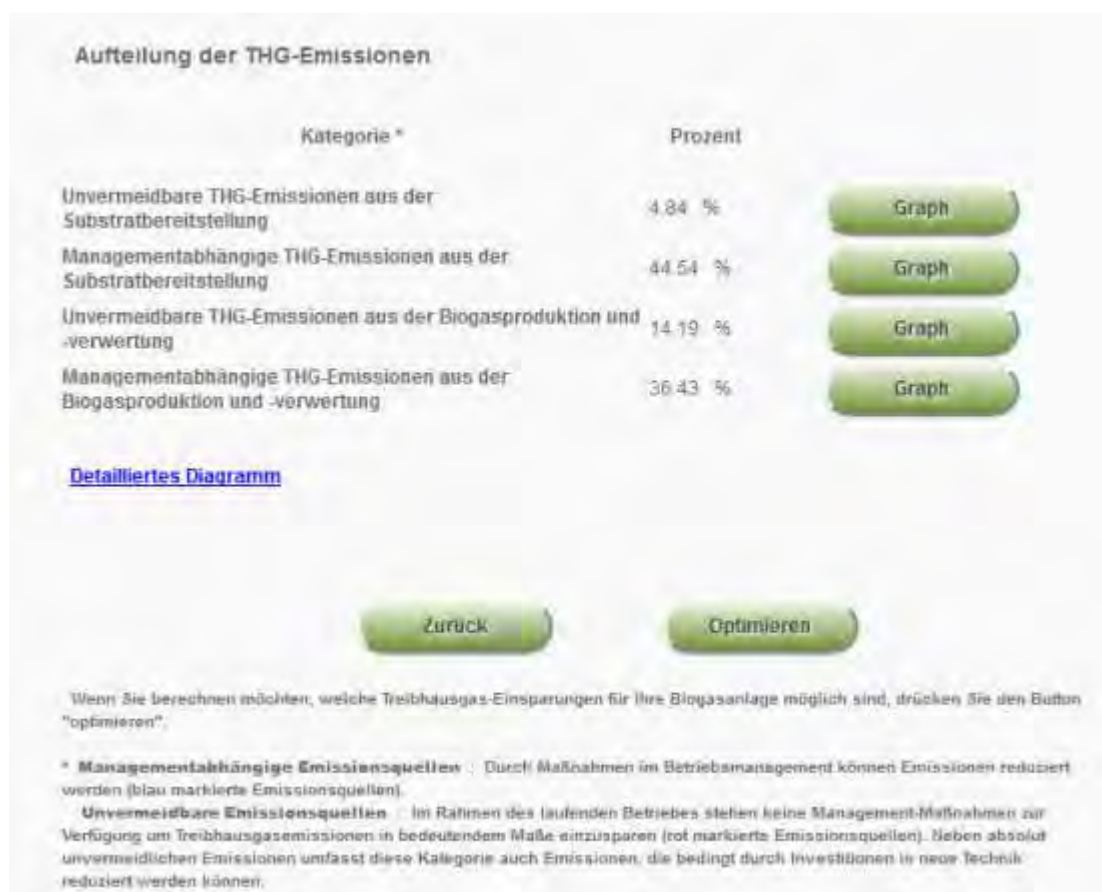 Aufteilung der THG-Emissionen
Kategorie * Prozent
Unvermeidbare THG-Emissionen aus der
Substratbereitstellung
4.84 % Graph
Managementabhängige THG-Emissionen aus der
Substratbereitstellung
44.54 % Graph
Unvermeidbare THG-Emissionen aus der Biogasproduktion und
-verwertung
14.19 % Graph
Managementabhängige THG-Emissionen aus der
Biogasproduktion und -verwertung
36.43 % Graph
Detailliertes Diagramm
Zurück Optimieren
Wenn Sie berechnen möchten, welche Treibhausgas-Einsparungen für Ihre Biogasanlage möglich sind, drücken Sie den Button
"optimieren".
* Managementabhängige Emissionsquellen : Durch Maßnahmen im Betriebsmanagement können Emissionen reduziert
werden (blau markierte Emissionsquellen).
Unvermeidbare Emissionsquellen : Im Rahmen des laufenden Betriebes stehen keine Management-Maßnahmen zur
Verfügung um Treibhausgasemissionen in bedeutendem Maße einzusparen (rot markierte Emissionsquellen). Neben absolut
unvermeidlichen Emissionen umfasst diese Kategorie auch Emissionen, die bedingt durch Investitionen in neue Technik
reduziert werden können.